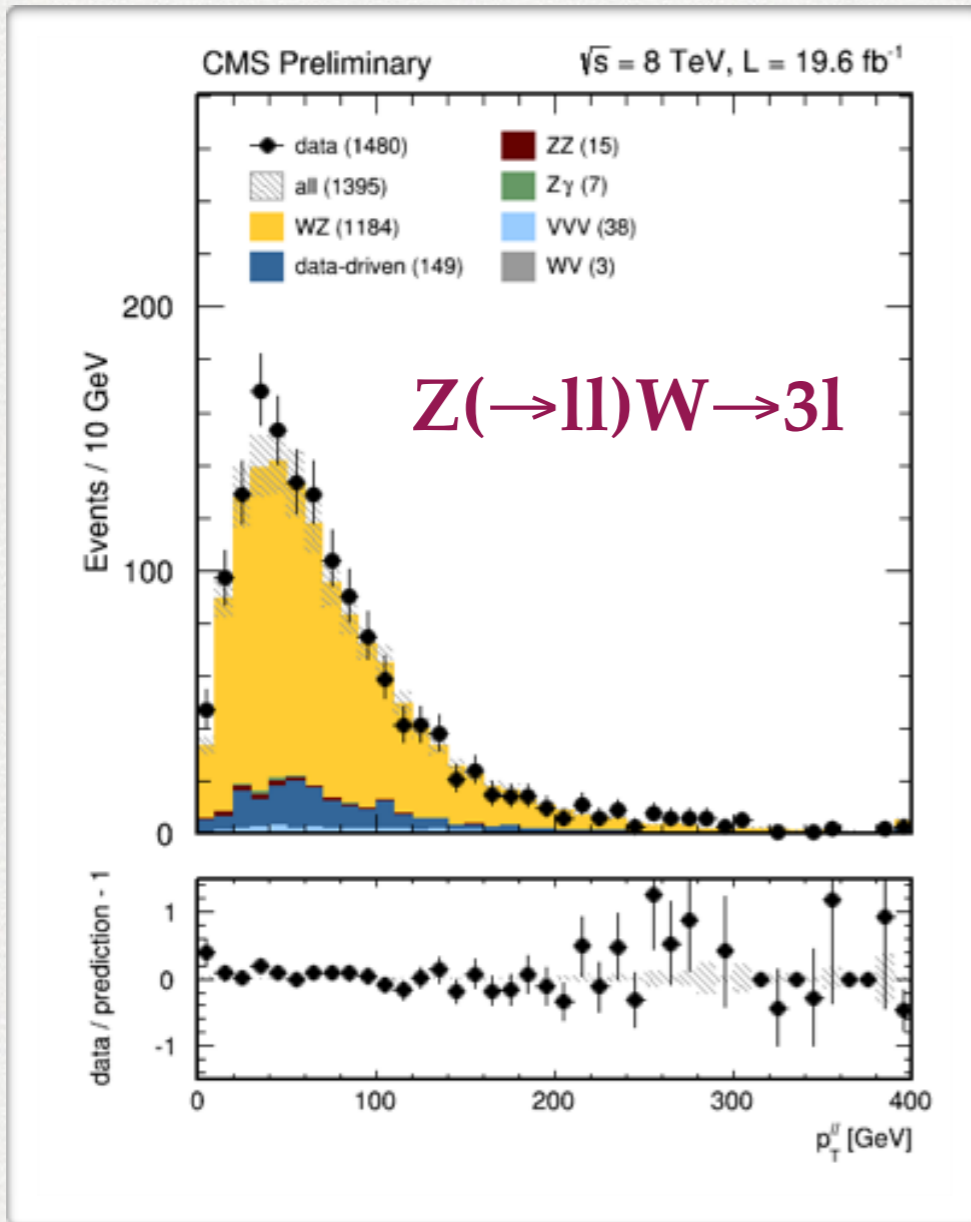 CMS Preliminary √s = 8 TeV, L = 19.6 fb⁻¹
data (1480) ZZ (15)
all (1395) Zγ (7)
WZ (1184) VVV (38)
data-driven (149) WV (3)
Z(→ll)W→3l
Events / 10 GeV
200
100
0
data / prediction - 1
1
0
-1
0 100 200 300 400
p_T^ll [GeV]